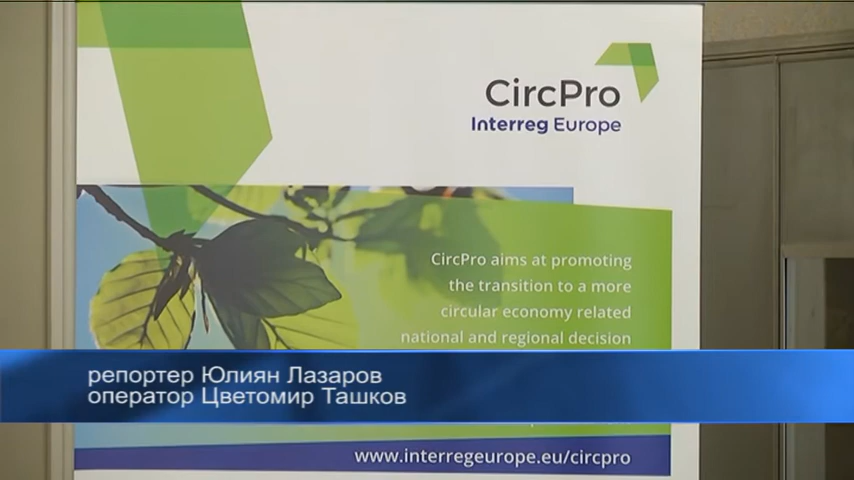 CircPro
Interreg Europe
CircPro aims at promoting
the transition to a more
circular economy related
national and regional decision
репортер Юлиян Лазаров
оператор Цветомир Ташков
www.interregeurope.eu/circpro